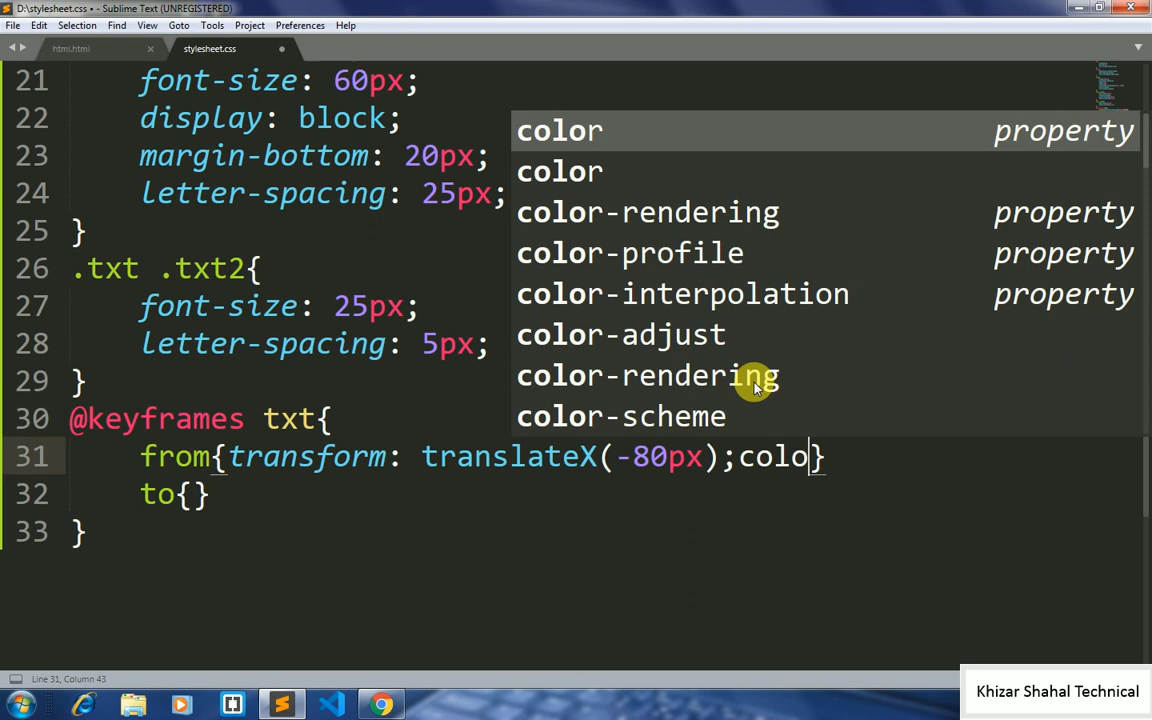 D:\stylesheet.css • - Sublime Text (UNREGISTERED)
File Edit Selection View Goto Tools Project Preferences Help
html.html × stylesheet.css
21 font-size: 60px;
22 display: block;
23 margin-bottom: 20px;
24 letter-spacing: 25px;
25 }
26 .txt .txt2{
27 font-size: 25px;
28 letter-spacing: 5px;
29 }
30 @keyframes txt{
31 from{transform: translateX(-80px);colo}
32 to{}
33 }
color property
color
color-rendering property
color-profile property
color-interpolation property
color-adjust
color-rendering
color-scheme
Line 31, Column 43
Khizar Shahal Technical